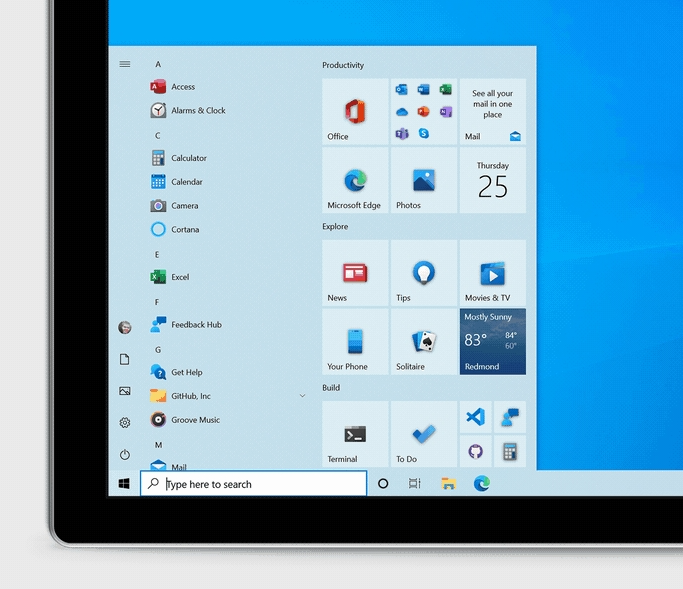 A
Access
Alarms & Clock
C
Calculator
Calendar
Camera
Cortana
E
Excel
F
Feedback Hub
G
Get Help
GitHub, Inc
Groove Music
M
Mail
Productivity
Office
See all your
mail in one
place
Mail
Microsoft Edge
Photos
Thursday
25
Explore
News
Tips
Movies & TV
Your Phone
Solitaire
Mostly Sunny
83° 84°
60°
Redmond
Build
Terminal
To Do
Type here to search